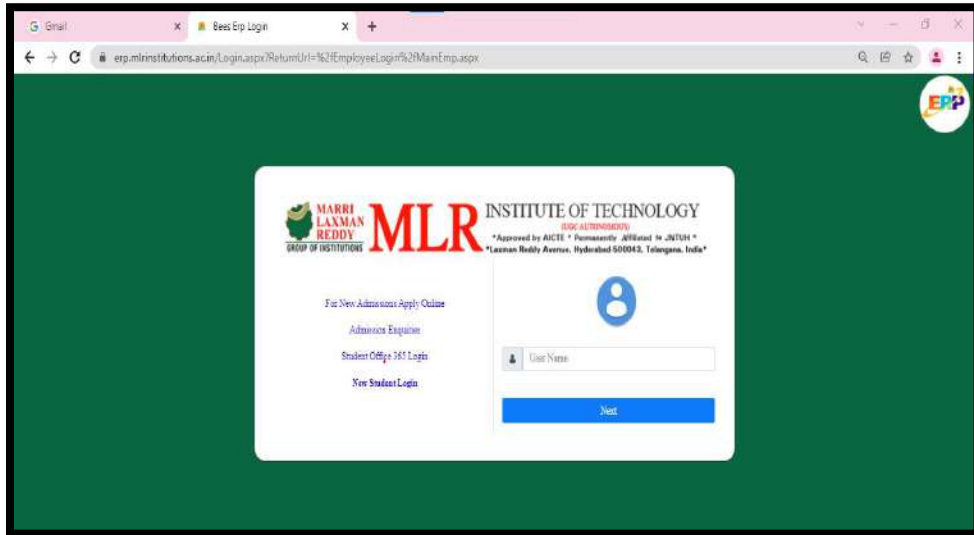 Gmail
Bees Erp Login
erp.mlrinstitutions.ac.in/Login.aspx?ReturnUrl=%2fEmployeeLogin%2fMainEmp.aspx
ERP
MARRI
LAXMAN
REDDY
GROUP OF INSTITUTIONS
MLR
INSTITUTE OF TECHNOLOGY
(UGC AUTONOMOUS)
*Approved by AICTE * Permanently Affiliated to JNTUH *
*Laxman Reddy Avenue, Hyderabad-500043, Telangana, India*
For New Admissions Apply Online
Admission Enquiries
Student Office 365 Login
New Student Login
User Name
Next